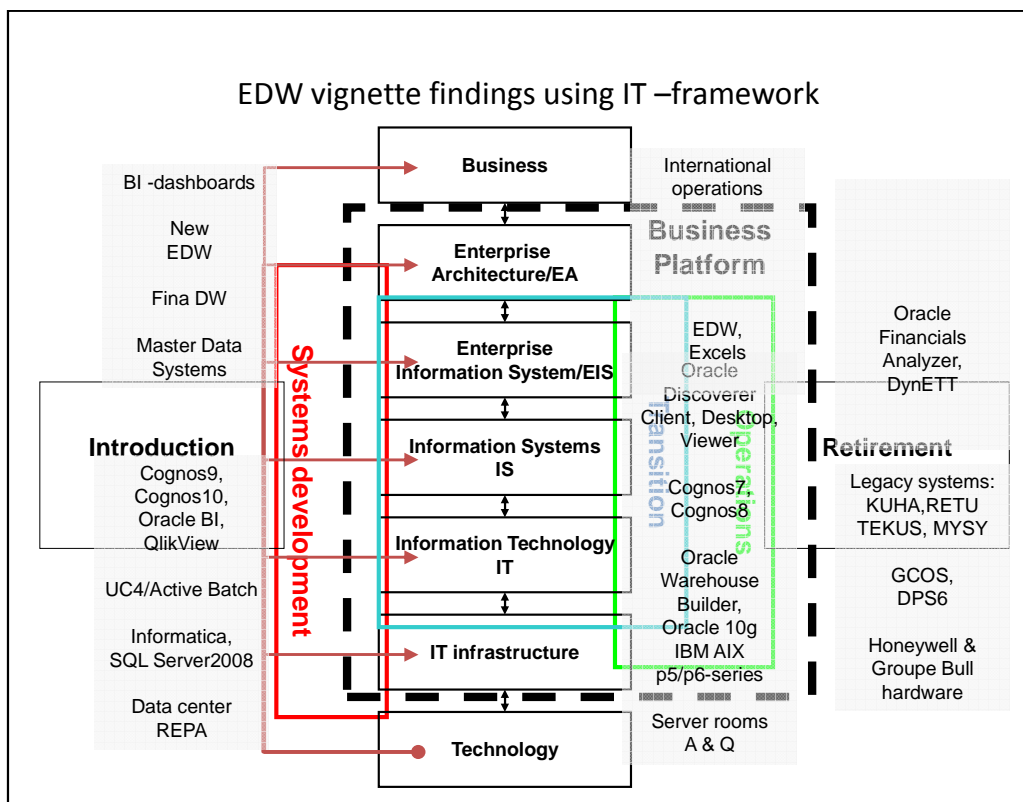 EDW vignette findings using IT –framework
BI -dashboards
New
EDW
Fina DW
Master Data
Systems
Introduction
Cognos9,
Cognos10,
Oracle BI,
QlikView
UC4/Active Batch
Informatica,
SQL Server2008
Data center
REPA
Systems development
Business
Enterprise
Architecture/EA
Enterprise
Information System/EIS
Information Systems
IS
Information Technology
IT
IT infrastructure
Technology
International
operations
Business
Platform
EDW,
Excels
Oracle
Discoverer
Client, Desktop,
Viewer
Cognos7,
Cognos8
Oracle
Warehouse
Builder,
Oracle 10g
IBM AIX
p5/p6-series
Server rooms
A & Q
Transition
Operations
Oracle
Financials
Analyzer,
DynETT
Retirement
Legacy systems:
KUHA,RETU
TEKUS, MYSY
GCOS,
DPS6
Honeywell &
Groupe Bull
hardware